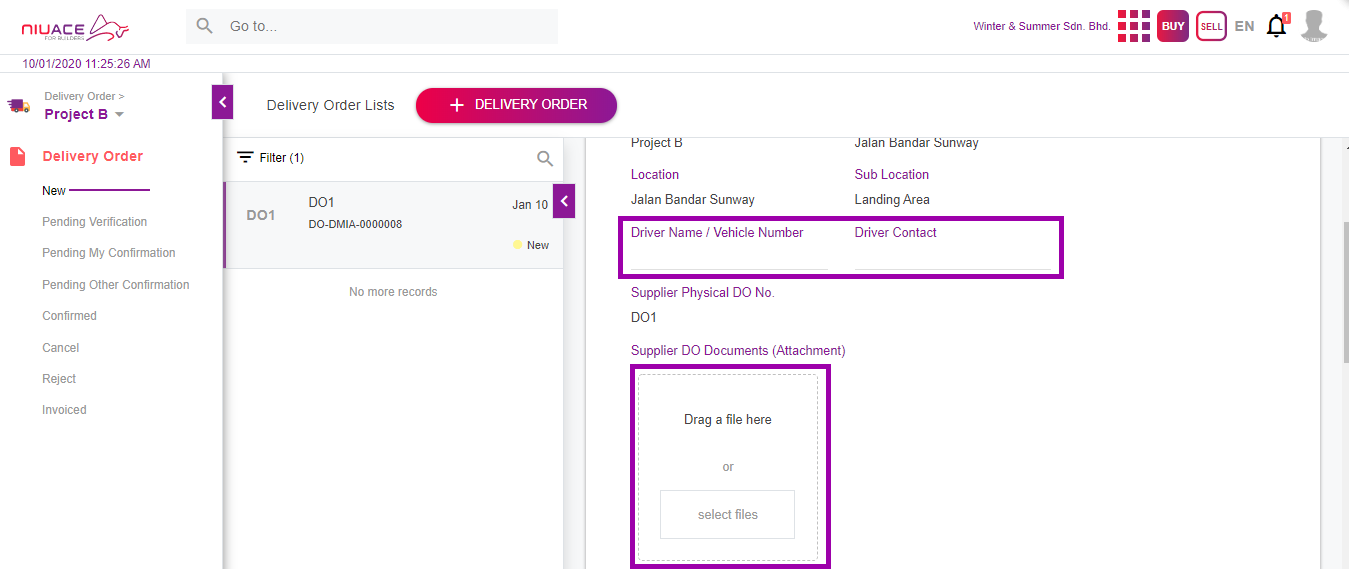 NIUACE
FOR BUILDERS
Go to...
Winter & Summer Sdn. Bhd.
BUY
SELL
EN
1
10/01/2020 11:25:26 AM
Delivery Order >
Project B
Delivery Order
New
Pending Verification
Pending My Confirmation
Pending Other Confirmation
Confirmed
Cancel
Reject
Invoiced
Delivery Order Lists
+ DELIVERY ORDER
Filter (1)
DO1
DO1
Jan 10
DO-DMIA-0000008
New
No more records
Project B
Jalan Bandar Sunway
Location
Sub Location
Jalan Bandar Sunway
Landing Area
Driver Name / Vehicle Number
Driver Contact
Supplier Physical DO No.
DO1
Supplier DO Documents (Attachment)
Drag a file here
or
select files